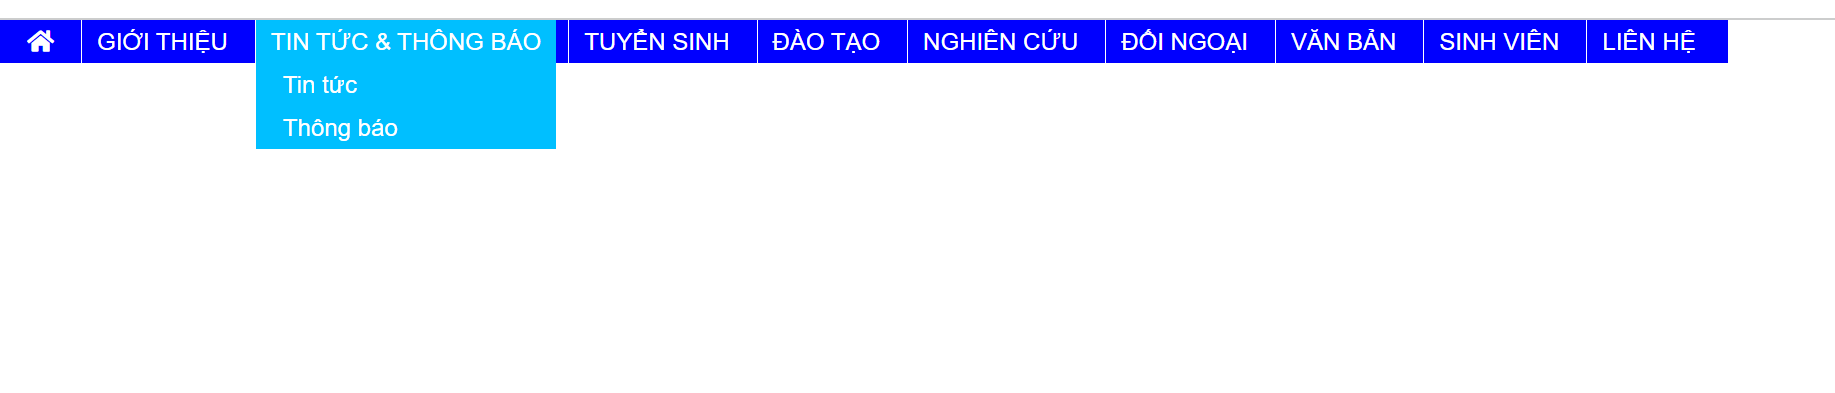 GIỚI THIỆU TIN TỨC & THÔNG BÁO TUYỂN SINH ĐÀO TẠO NGHIÊN CỨU ĐỐI NGOẠI VĂN BẢN SINH VIÊN LIÊN HỆ
Tin tức
Thông báo